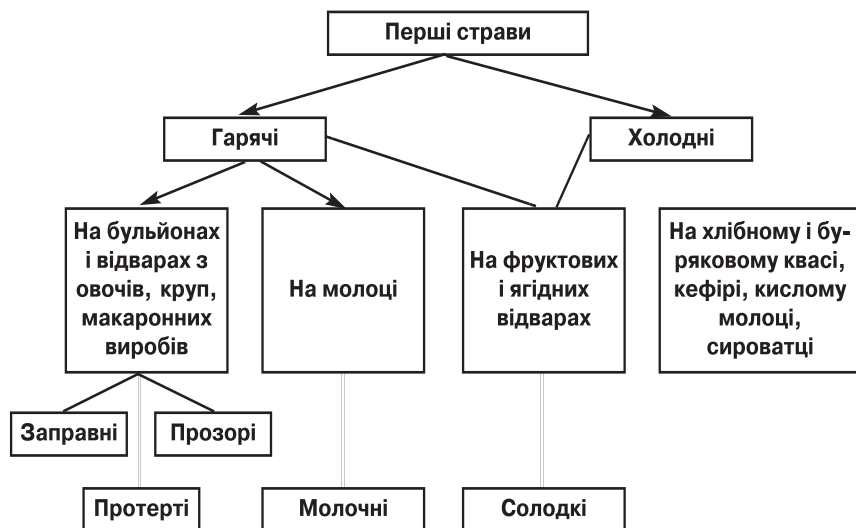 Перші страви
Гарячі
Холодні
На бульйонах
і відварах з
овочів, круп,
макаронних
виробів
На молоці
На фруктових
і ягідних
відварах
На хлібному і бу-
ряковому квасі,
кефірі, кислому
молоці,
сироватці
Заправні
Прозорі
Протерті
Молочні
Солодкі